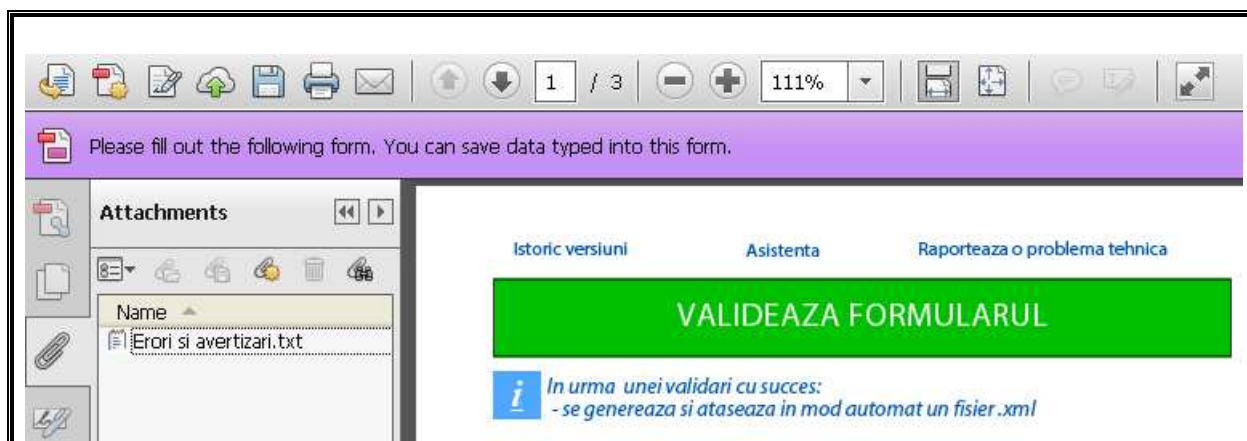 1 / 3 111%
Please fill out the following form. You can save data typed into this form.
Attachments
Name
Erori si avertizari.txt
Istoric versiuni Asistenta Raporteaza o problema tehnica
VALIDEAZA FORMULARUL
i In urma unei validari cu succes:
- se genereaza si ataseaza in mod automat un fisier .xml